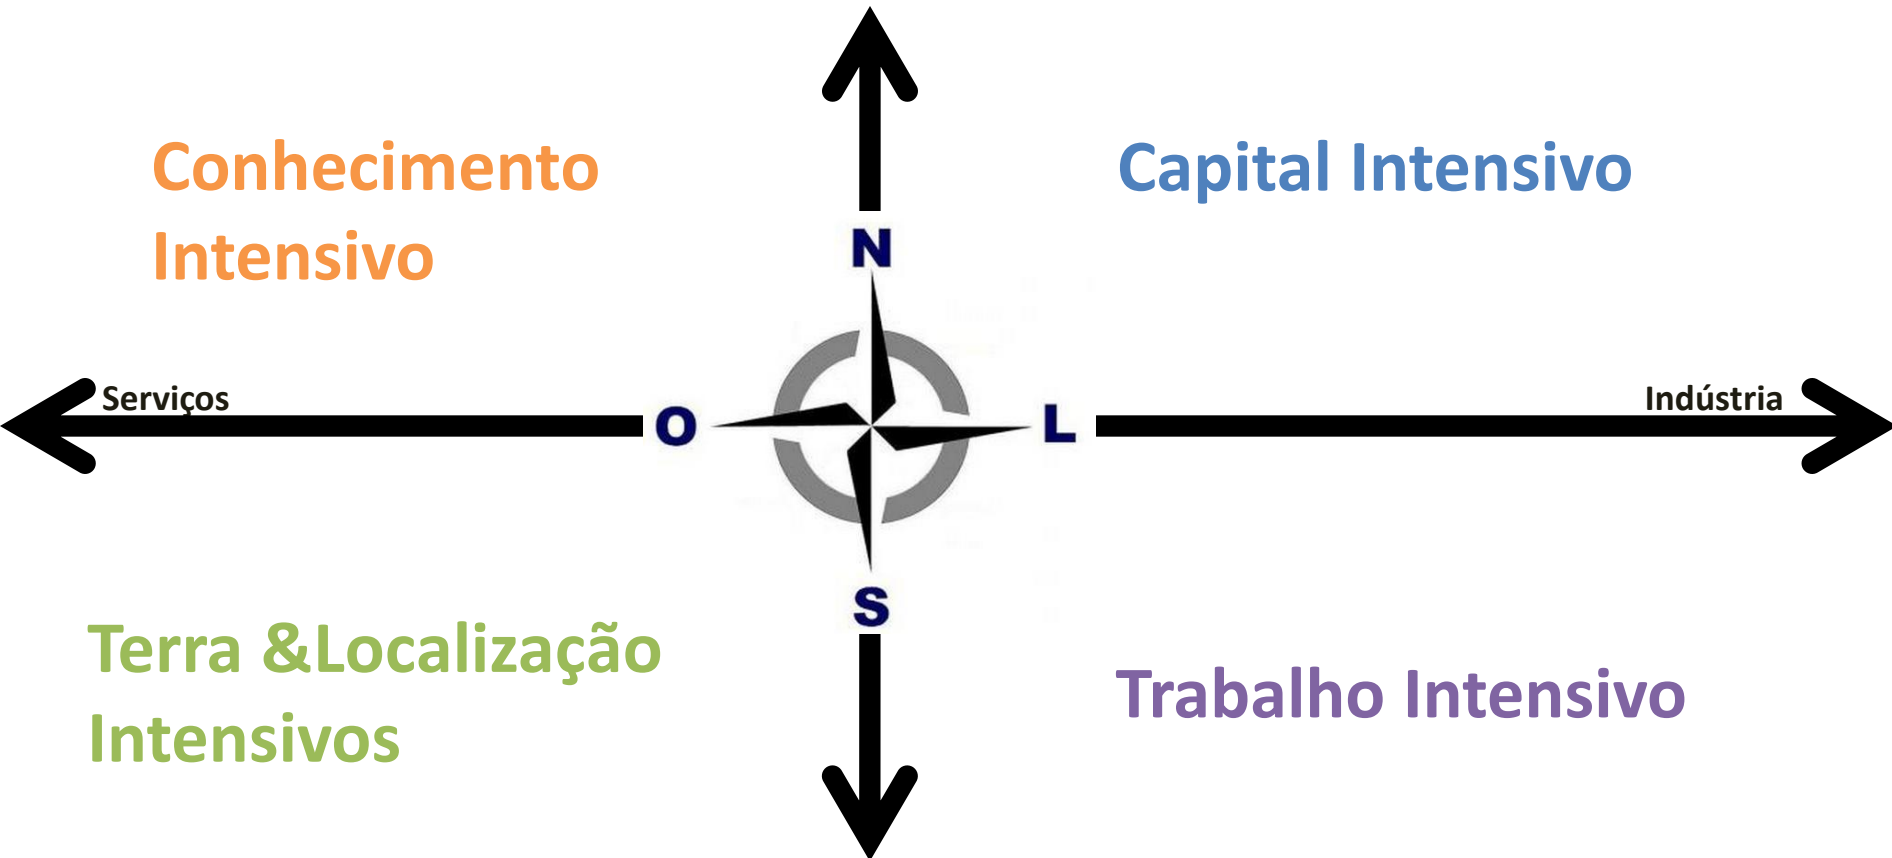 Conhecimento
Intensivo
Capital Intensivo
N
Serviços
O
L
Indústria
S
Terra &Localização
Intensivos
Trabalho Intensivo